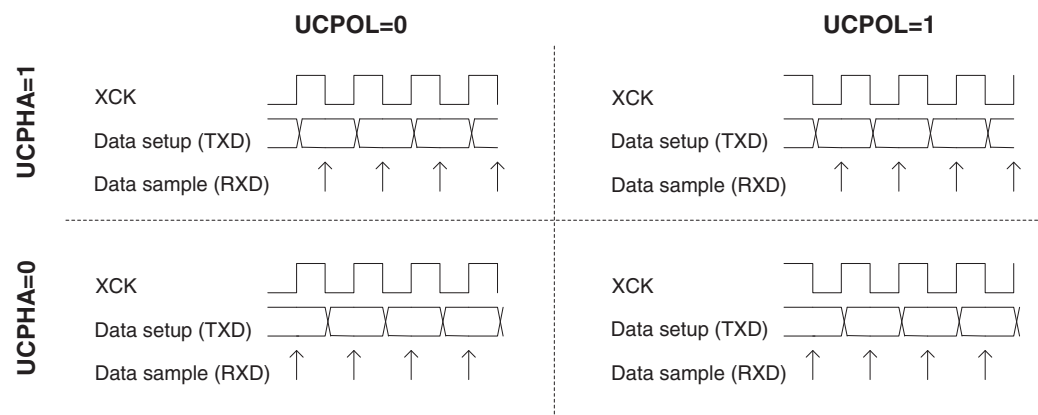 UCPOL=0
UCPOL=1
UCPHA=1
XCK
Data setup (TXD)
Data sample (RXD)
XCK
Data setup (TXD)
Data sample (RXD)
UCPHA=0
XCK
Data setup (TXD)
Data sample (RXD)
XCK
Data setup (TXD)
Data sample (RXD)